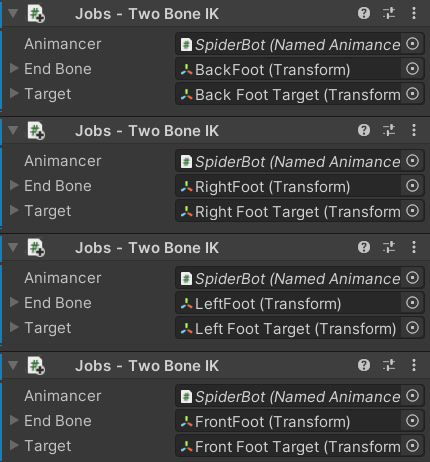 Jobs - Two Bone IK
Animancer SpiderBot (Named Animance
End Bone BackFoot (Transform)
Target Back Foot Target (Transform
Jobs - Two Bone IK
Animancer SpiderBot (Named Animance
End Bone RightFoot (Transform)
Target Right Foot Target (Transform
Jobs - Two Bone IK
Animancer SpiderBot (Named Animance
End Bone LeftFoot (Transform)
Target Left Foot Target (Transform)
Jobs - Two Bone IK
Animancer SpiderBot (Named Animance
End Bone FrontFoot (Transform)
Target Front Foot Target (Transform